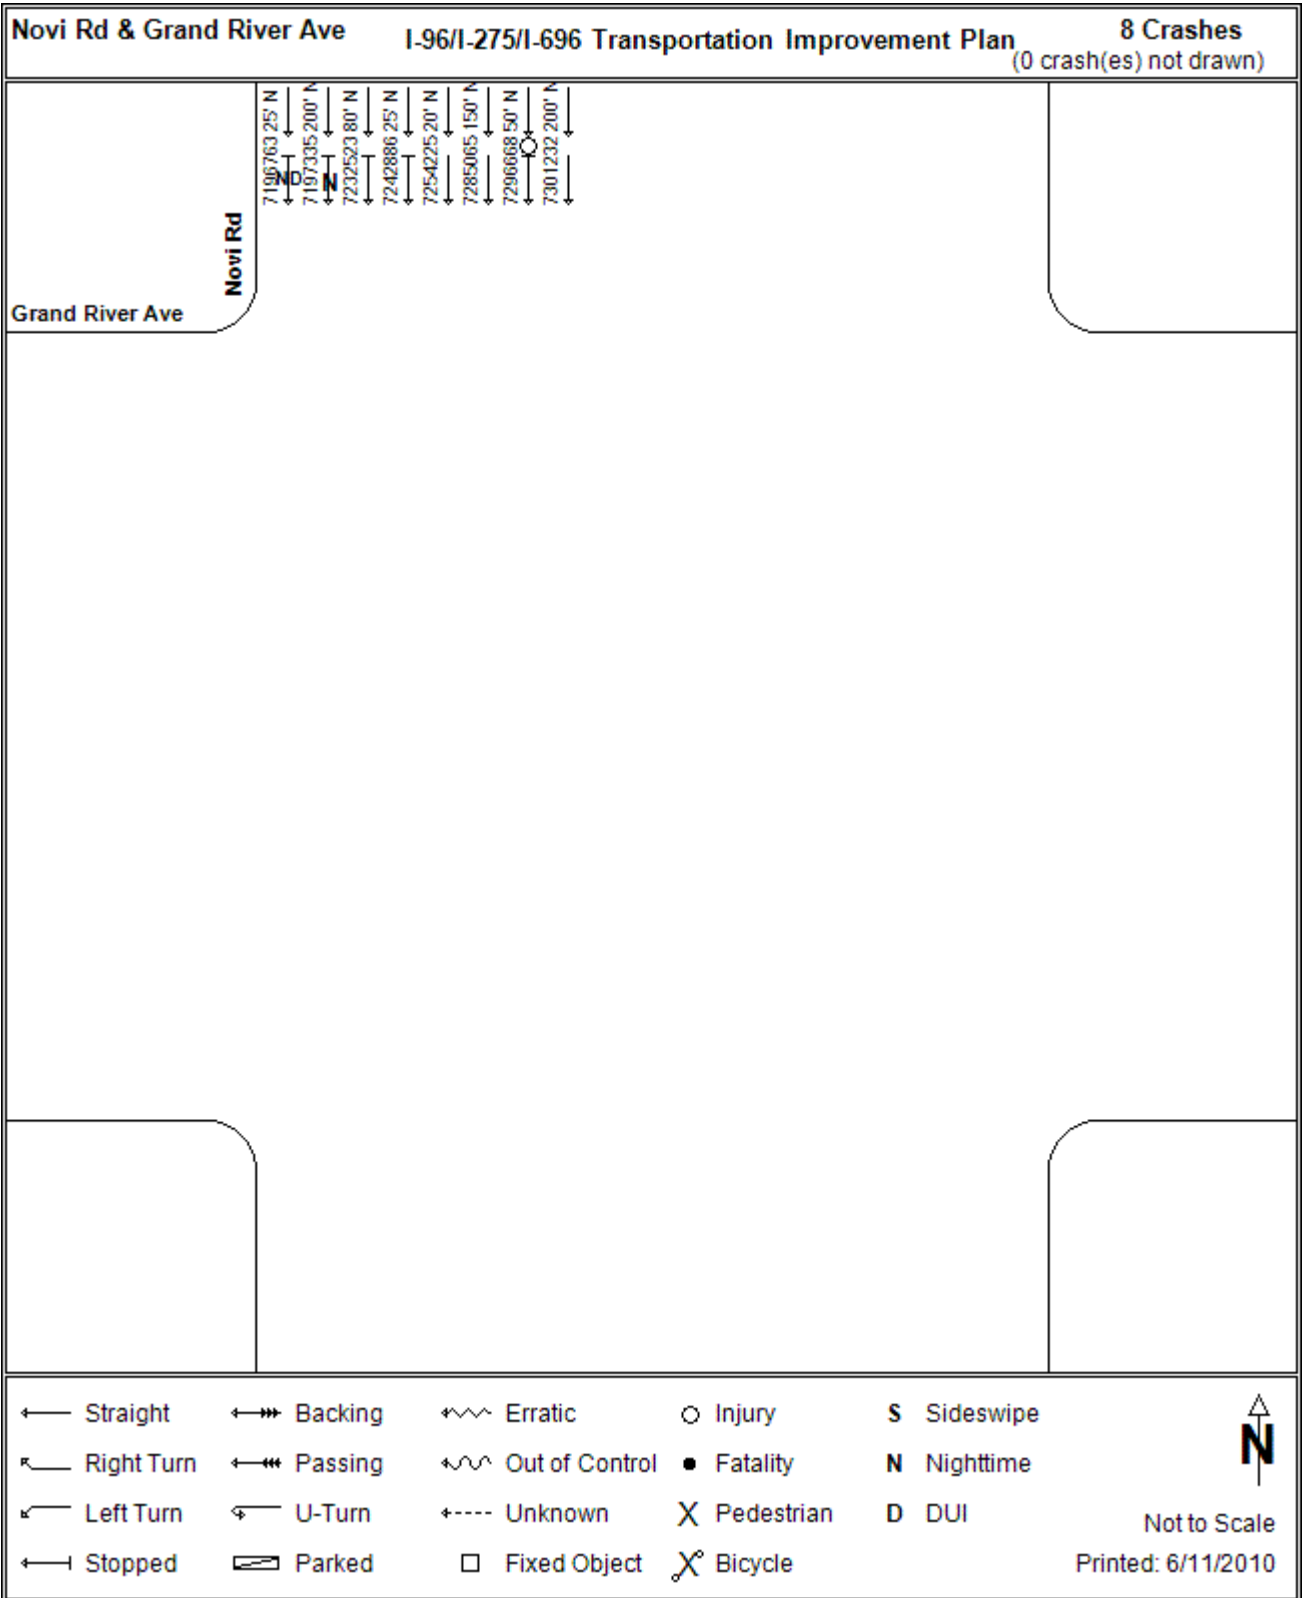 Novi Rd & Grand River Ave
I-96/I-275/I-696 Transportation Improvement Plan
8 Crashes
(0 crash(es) not drawn)
7196763 25' N
7197335 200' N
7232523 80' N
7242886 25' N
7254225 20' N
7285065 150' N
7296668 50' N
7301232 200' N
ND
N
Novi Rd
Grand River Ave
Straight
Right Turn
Left Turn
Stopped
Backing
Passing
U-Turn
Parked
Erratic
Out of Control
Unknown
Fixed Object
Injury
Fatality
Pedestrian
Bicycle
S Sideswipe
N Nighttime
D DUI
N
Not to Scale
Printed: 6/11/2010